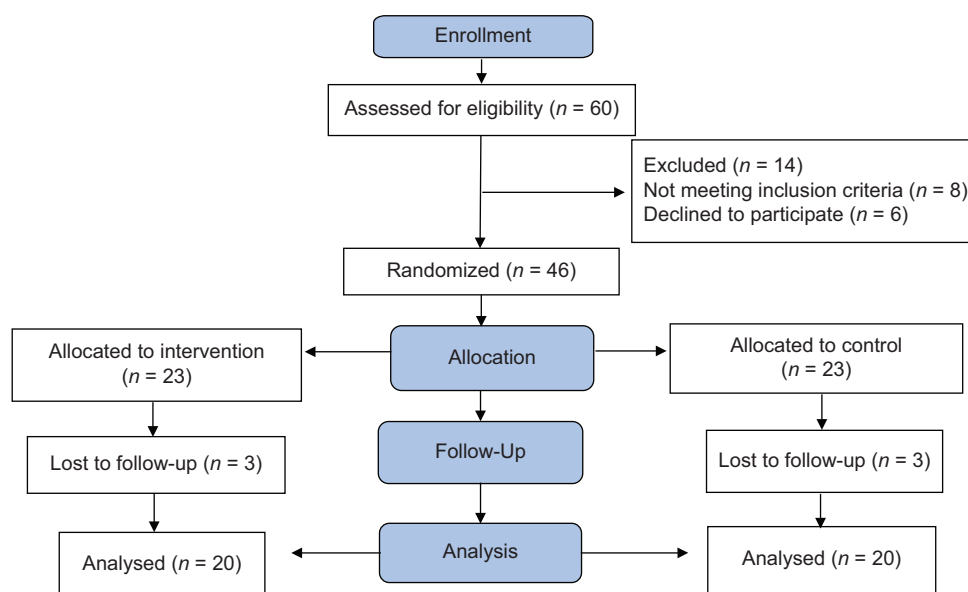 Enrollment
Assessed for eligibility (n = 60)
Excluded (n = 14)
Not meeting inclusion criteria (n = 8)
Declined to participate (n = 6)
Randomized (n = 46)
Allocated to intervention
(n = 23)
Allocation
Allocated to control
(n = 23)
Lost to follow-up (n = 3)
Follow-Up
Lost to follow-up (n = 3)
Analysed (n = 20)
Analysis
Analysed (n = 20)